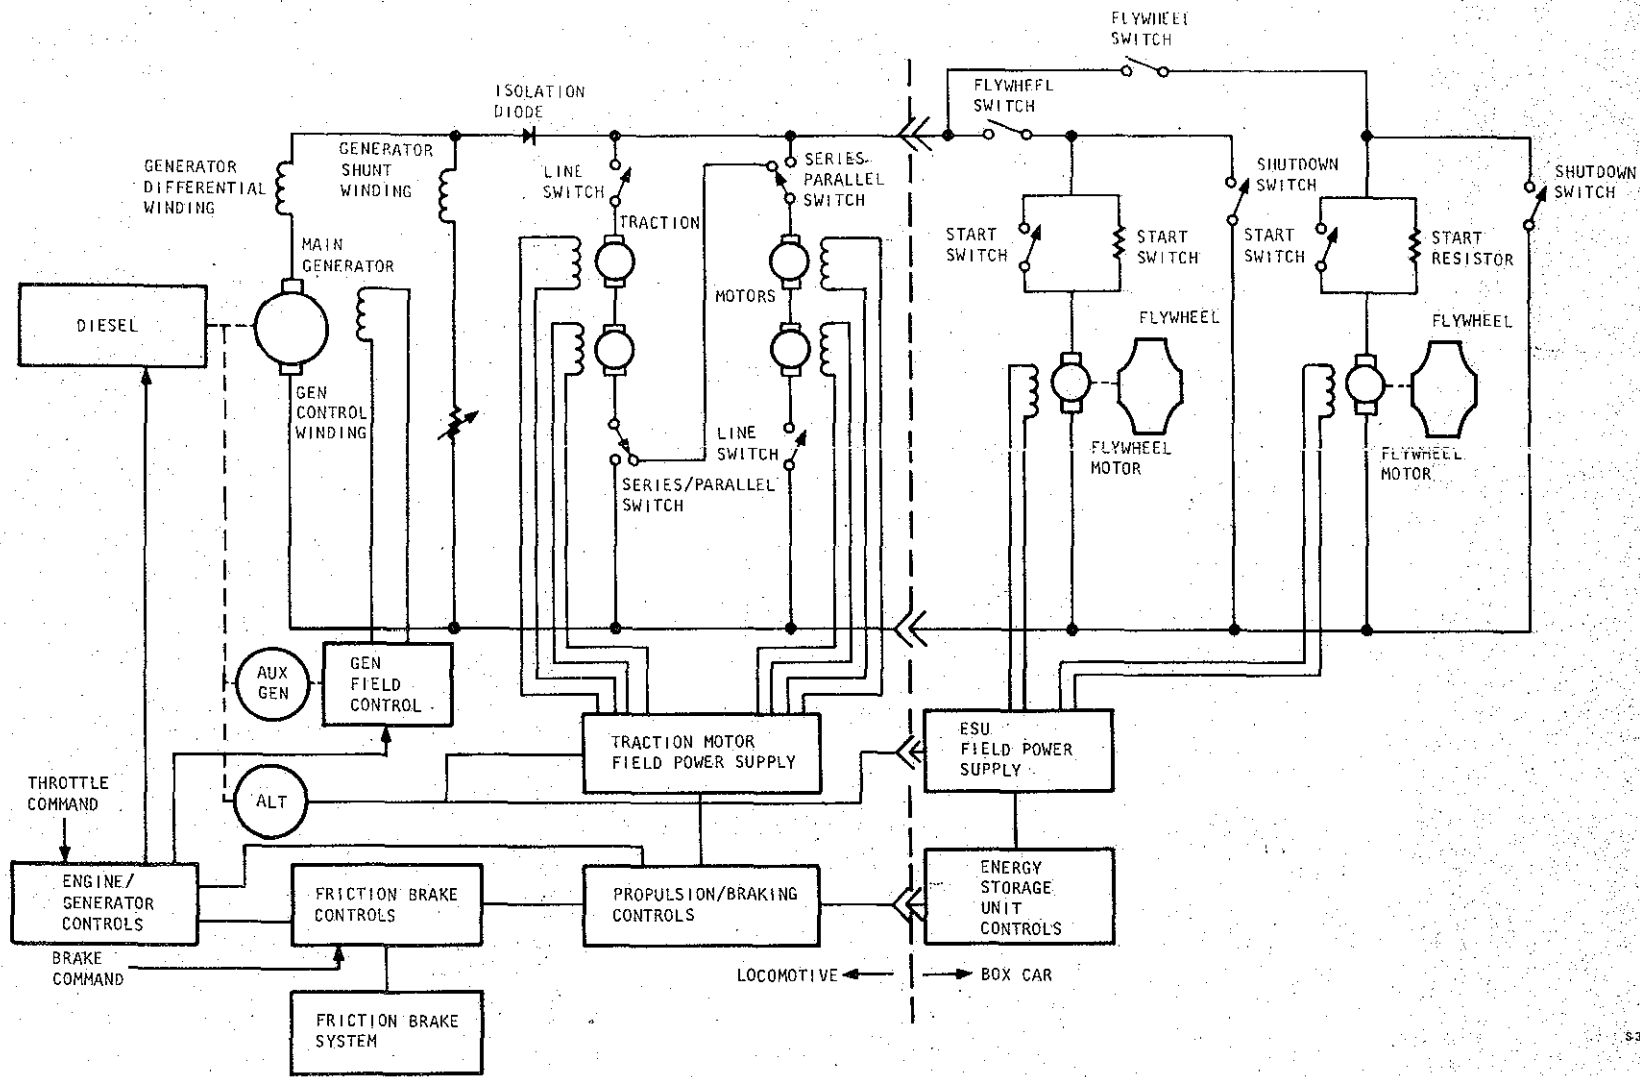 FLYWHEEL
SWITCH
FLYWHEEL
SWITCH
ISOLATION
DIODE
GENERATOR
DIFFERENTIAL
WINDING
GENERATOR
SHUNT
WINDING
LINE
SWITCH
SERIES-
PARALLEL
SWITCH
SHUTDOWN
SWITCH
SHUTDOWN
SWITCH
TRACTION
MOTORS
MAIN
GENERATOR
START
SWITCH
START
SWITCH
START
SWITCH
START
RESISTOR
DIESEL
FLYWHEEL
FLYWHEEL
GEN
CONTROL
WINDING
LINE
SWITCH
SERIES/PARALLEL
SWITCH
FLYWHEEL
MOTOR
FLYWHEEL
MOTOR
AUX
GEN
GEN
FIELD
CONTROL
TRACTION MOTOR
FIELD POWER SUPPLY
ESU
FIELD POWER
SUPPLY
THROTTLE
COMMAND
ALT
ENGINE/
GENERATOR
CONTROLS
FRICTION BRAKE
CONTROLS
PROPULSION/BRAKING
CONTROLS
ENERGY
STORAGE
UNIT
CONTROLS
BRAKE
COMMAND
LOCOMOTIVE
BOX CAR
FRICTION BRAKE
SYSTEM
S3